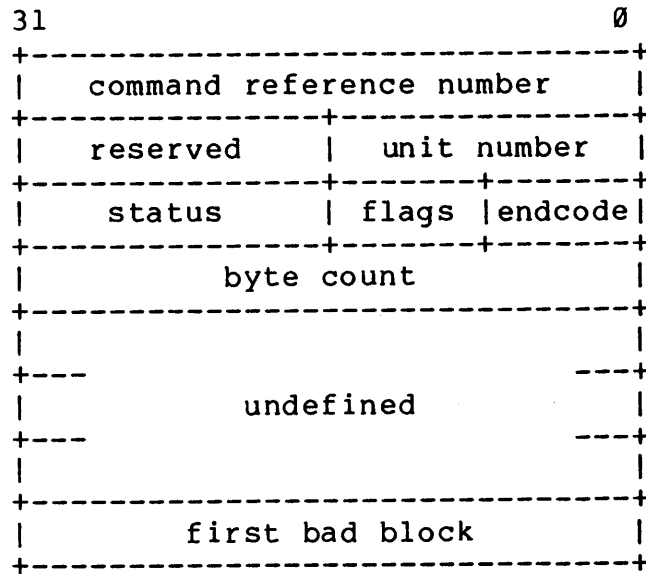 31 0
command reference number
reserved | unit number
status | flags |endcode|
byte count
undefined
first bad block